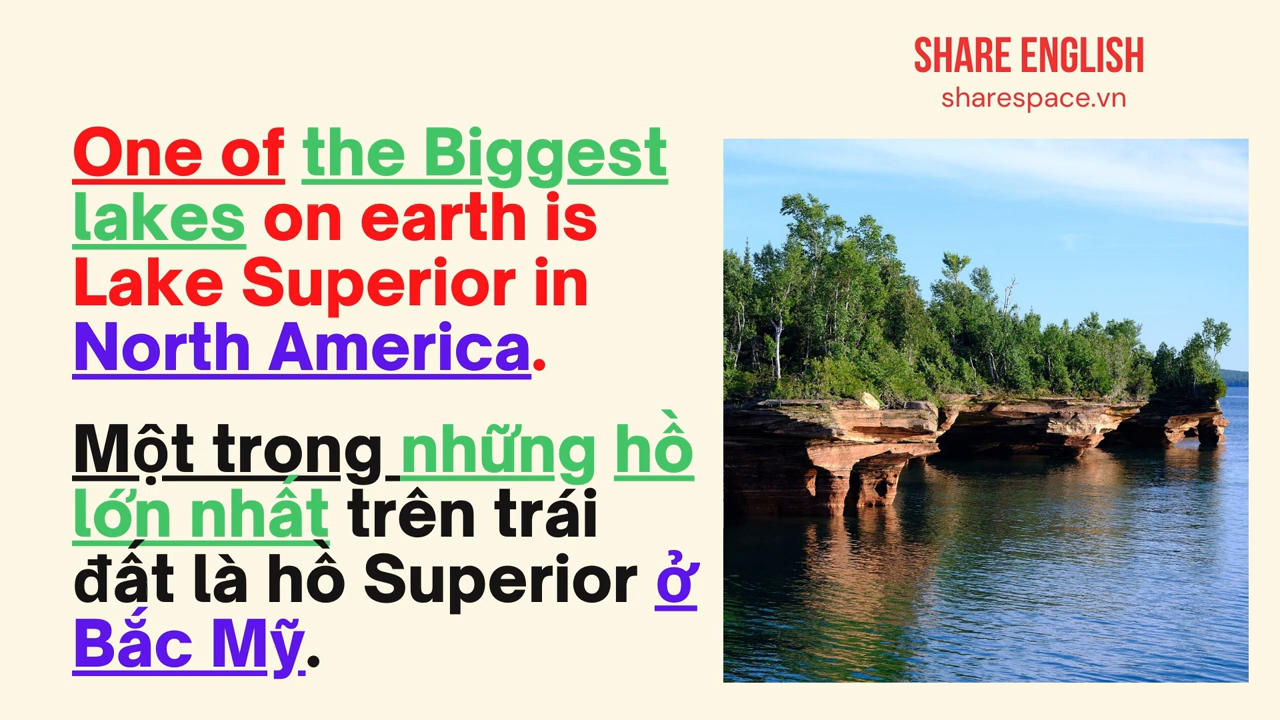 SHARE ENGLISH
sharespace.vn
One of the Biggest
lakes on earth is
Lake Superior in
North America.
Một trong những hồ
lớn nhất trên trái
đất là hồ Superior ở
Bắc Mỹ.